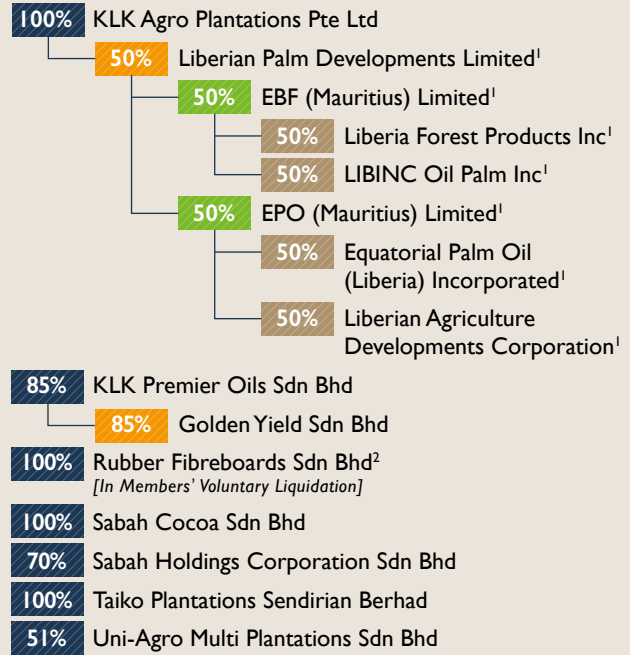 100% KLK Agro Plantations Pte Ltd
50% Liberian Palm Developments Limited¹
50% EBF (Mauritius) Limited¹
50% Liberia Forest Products Inc¹
50% LIBINC Oil Palm Inc¹
50% EPO (Mauritius) Limited¹
50% Equatorial Palm Oil
(Liberia) Incorporated¹
50% Liberian Agriculture
Developments Corporation¹
85% KLK Premier Oils Sdn Bhd
85% Golden Yield Sdn Bhd
100% Rubber Fibreboards Sdn Bhd²
[In Members' Voluntary Liquidation]
100% Sabah Cocoa Sdn Bhd
70% Sabah Holdings Corporation Sdn Bhd
100% Taiko Plantations Sendirian Berhad
51% Uni-Agro Multi Plantations Sdn Bhd